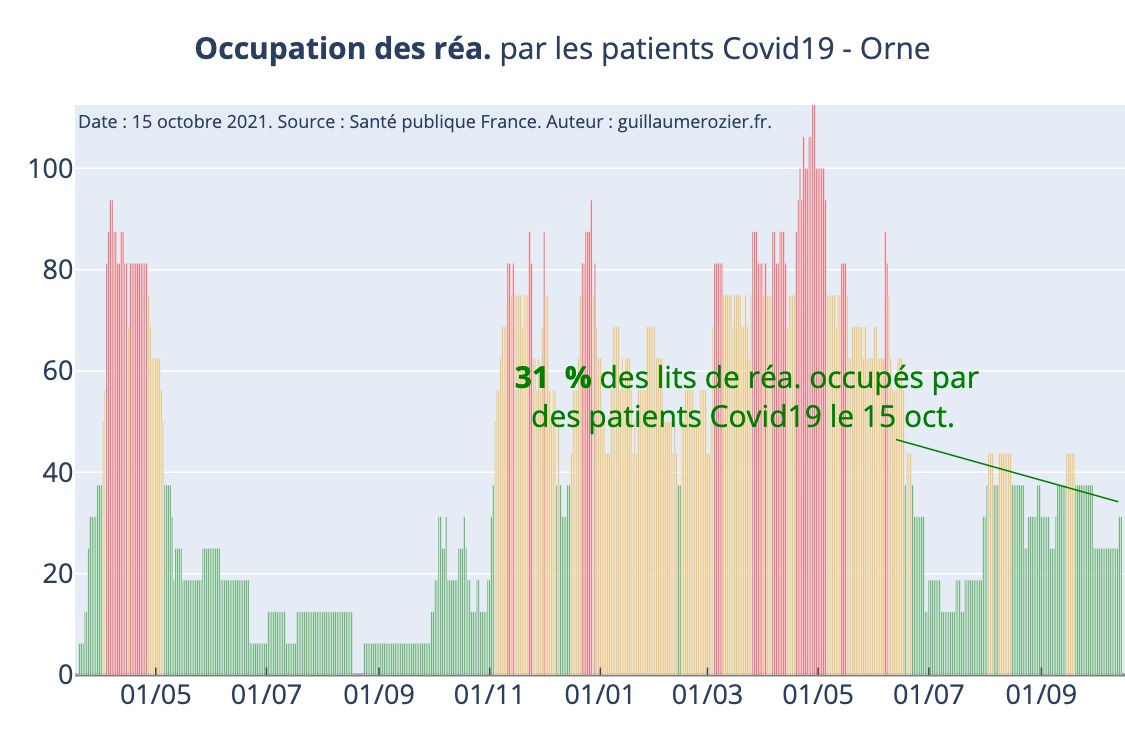 Occupation des réa. par les patients Covid19 - Orne
Date : 15 octobre 2021. Source : Santé publique France. Auteur : guillaumerozier.fr.
100
80
60
40
20
0
31 % des lits de réa. occupés par
des patients Covid19 le 15 oct.
01/05 01/07 01/09 01/11 01/01 01/03 01/05 01/07 01/09